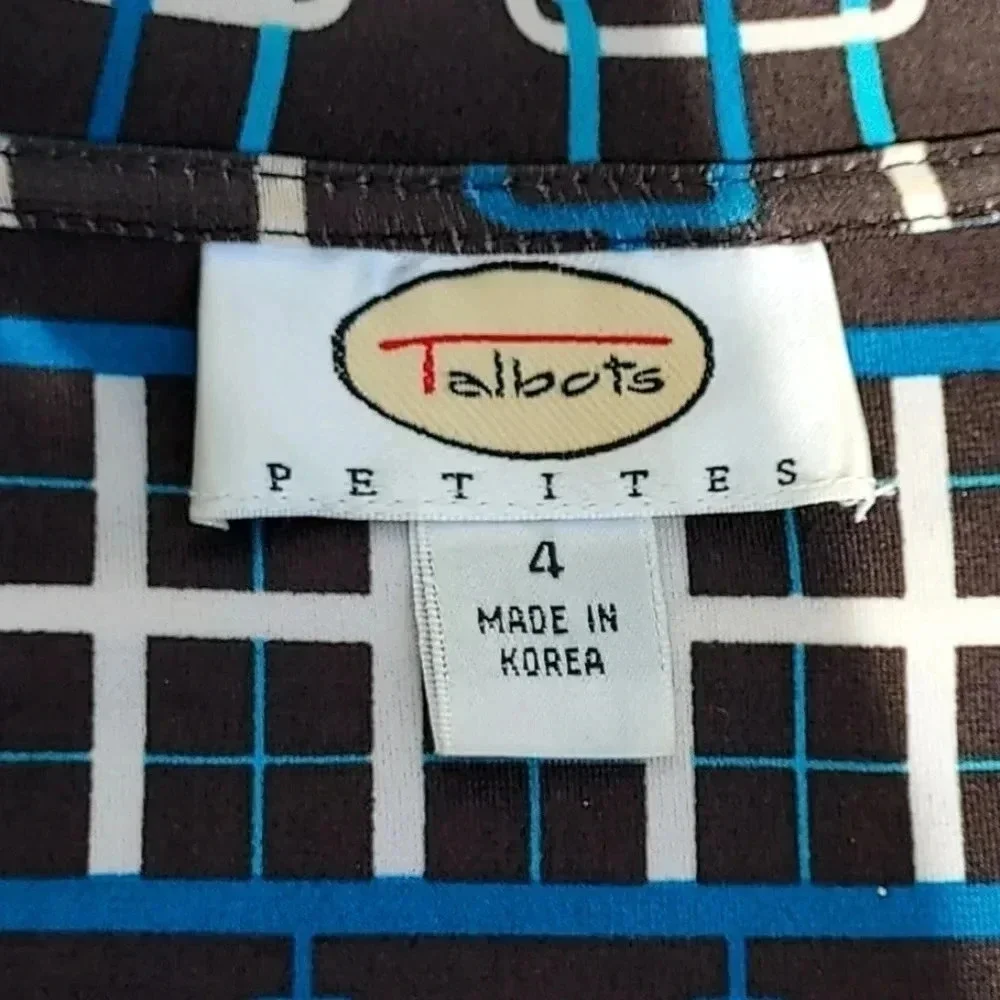 Talbots
PETITES
4
MADE IN
KOREA